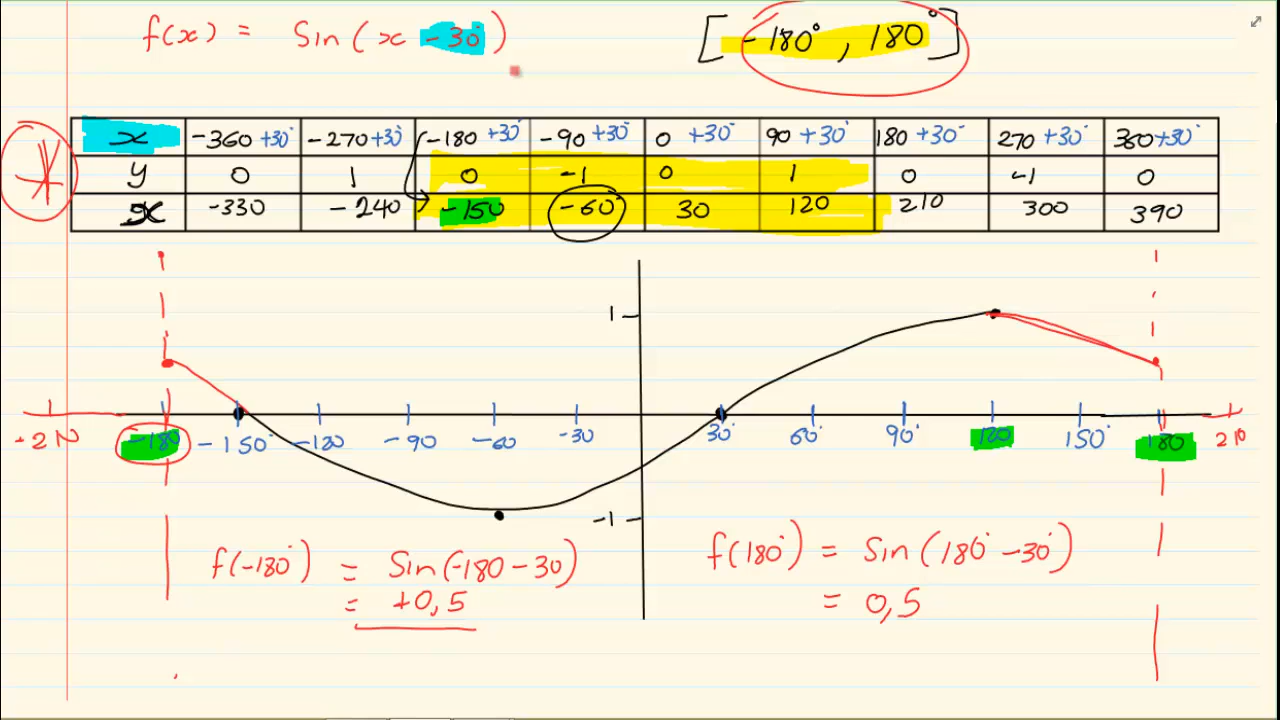 f(x) = Sin(x -30°)
[-180°, 180°]
x -360 +30° -270 +30° -180 +30° -90 +30° 0 +30° 90 +30° 180 +30° 270 +30° 360 +30°
y 0 1 0 -1 0 1 0 -1 0
x -330 -240 -150 -60° 30 120 210 300 390
1
-210 -180 -150° -120 -90 -60 -30 30° 60° 90° 120 150° 180 210
-1
f(-180°) = Sin(-180 - 30)
= +0,5
f(180°) = Sin(180° - 30°)
= 0,5